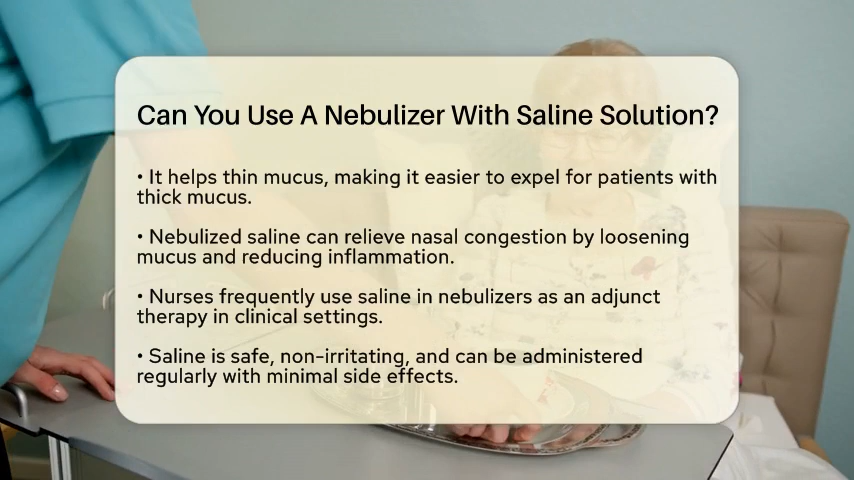 Can You Use A Nebulizer With Saline Solution?
• It helps thin mucus, making it easier to expel for patients with
thick mucus.
• Nebulized saline can relieve nasal congestion by loosening
mucus and reducing inflammation.
• Nurses frequently use saline in nebulizers as an adjunct
therapy in clinical settings.
• Saline is safe, non-irritating, and can be administered
regularly with minimal side effects.